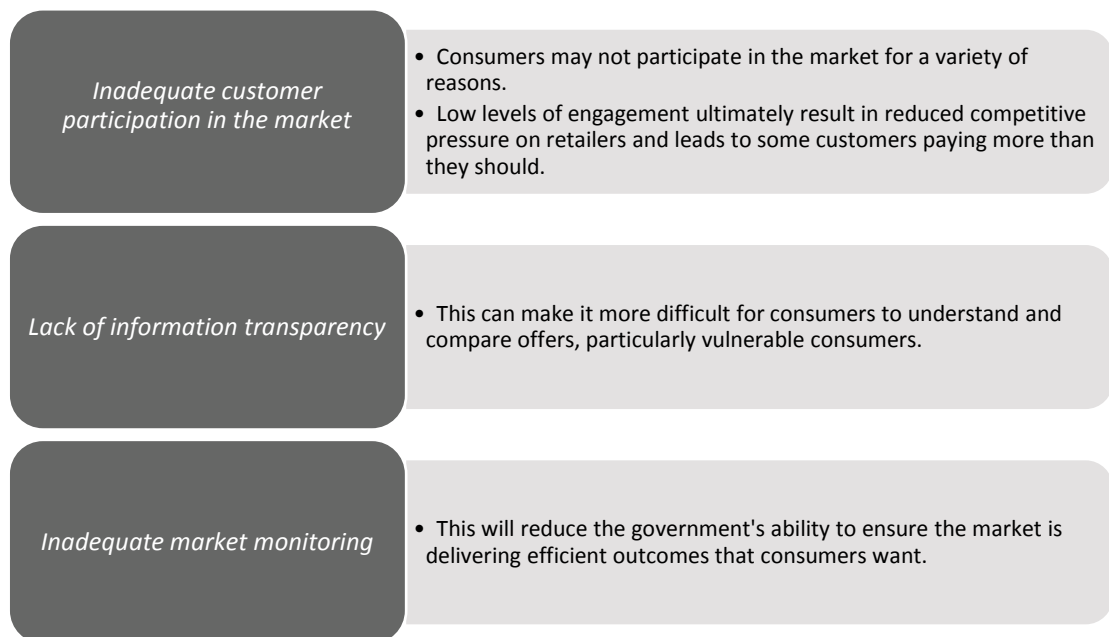 Inadequate customer
participation in the market
• Consumers may not participate in the market for a variety of
reasons.
• Low levels of engagement ultimately result in reduced competitive
pressure on retailers and leads to some customers paying more than
they should.
Lack of information transparency
• This can make it more difficult for consumers to understand and
compare offers, particularly vulnerable consumers.
Inadequate market monitoring
• This will reduce the government's ability to ensure the market is
delivering efficient outcomes that consumers want.